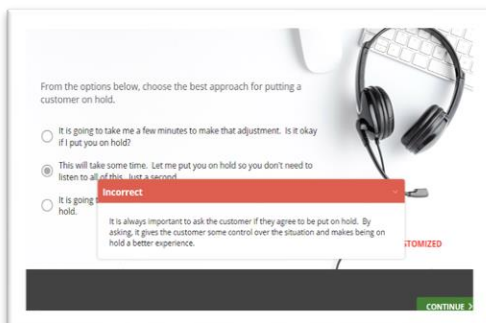 From the options below, choose the best approach for putting a
customer on hold.
It is going to take me a few minutes to make that adjustment. Is it okay
if I put you on hold?
This will take some time. Let me put you on hold so you don't need to
listen to all of this. Just a second.
It is going t
hold.
Incorrect
It is always important to ask the customer if they agree to be put on hold. By
asking, it gives the customer some control over the situation and makes being on
hold a better experience.
STOMIZED
CONTINUE >